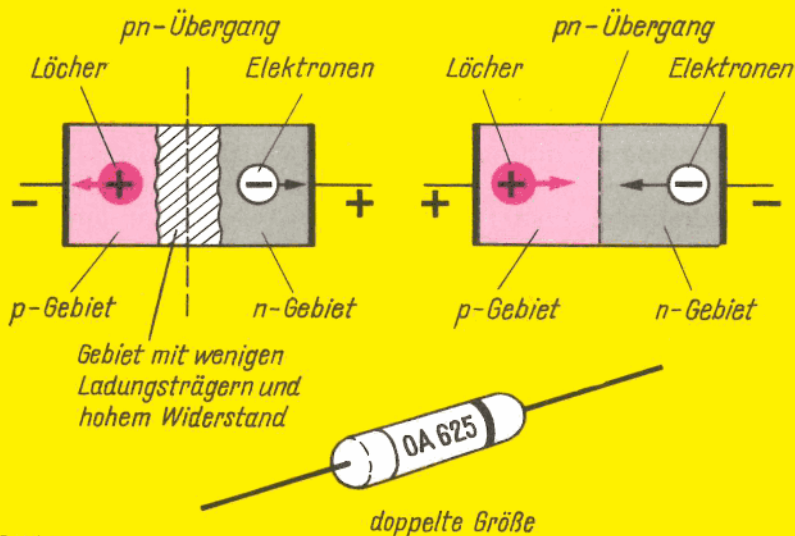 pn-Übergang
Löcher
Elektronen
+
−
−
+
p-Gebiet
n-Gebiet
Gebiet mit wenigen
Ladungsträgern und
hohem Widerstand
pn-Übergang
Löcher
Elektronen
+
−
+
−
p-Gebiet
n-Gebiet
OA 625
doppelte Größe